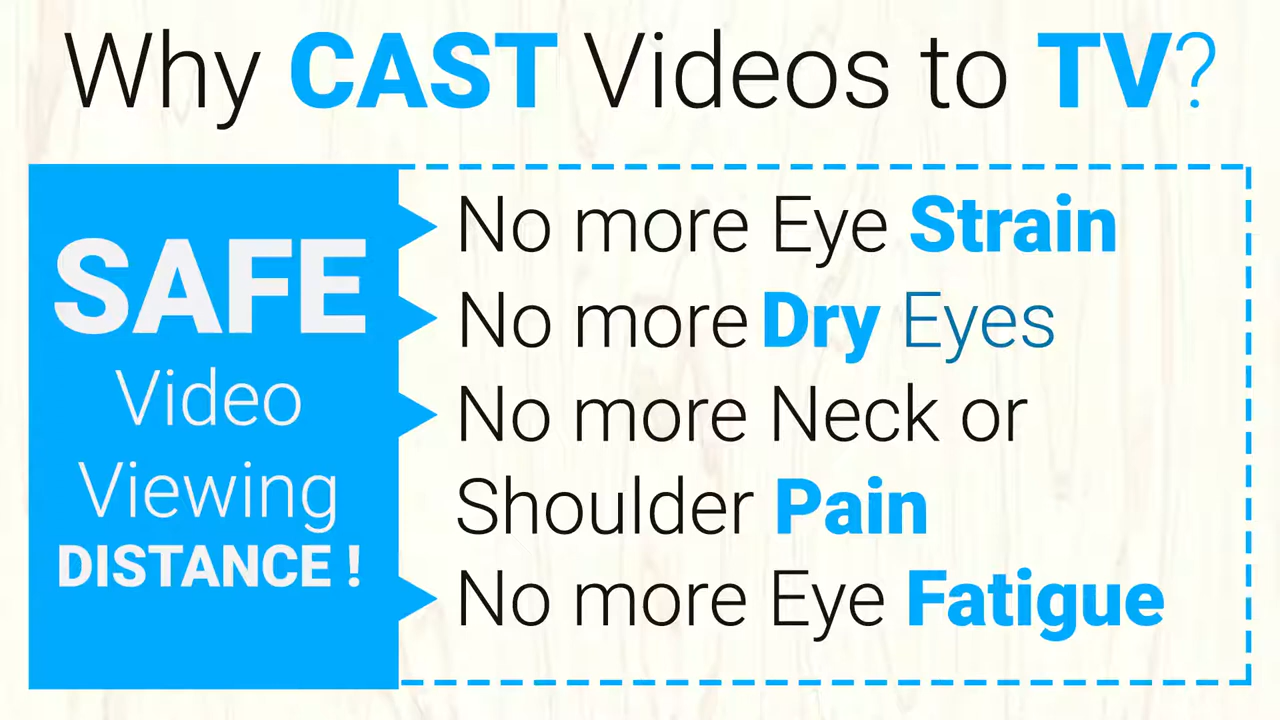 Why CAST Videos to TV?
SAFE
Video
Viewing
DISTANCE !
No more Eye Strain
No more Dry Eyes
No more Neck or
Shoulder Pain
No more Eye Fatigue